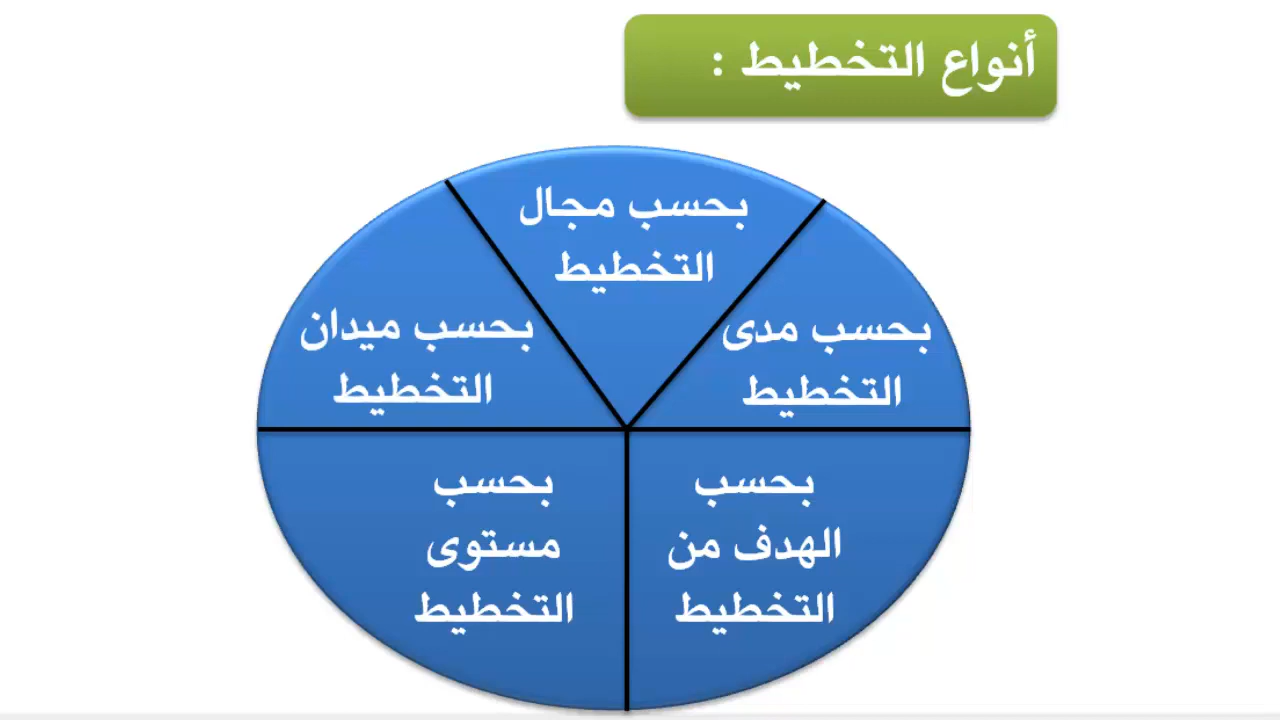 أنواع التخطيط :
بحسب مجال
التخطيط
بحسب مدى
التخطيط
بحسب ميدان
التخطيط
بحسب
الهدف من
التخطيط
بحسب
مستوى
التخطيط